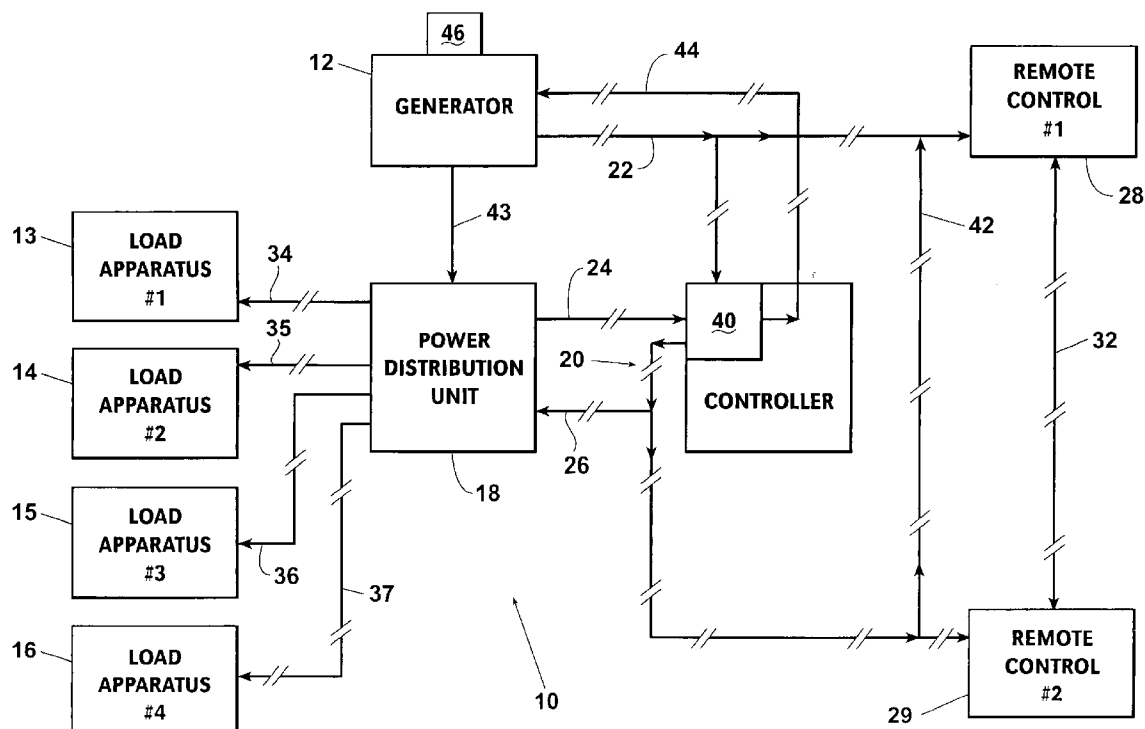 46
12
GENERATOR
44
22
REMOTE
CONTROL
#1
28
43
42
13
LOAD
APPARATUS
#1
34
24
40
35
20
POWER
DISTRIBUTION
UNIT
CONTROLLER
32
14
LOAD
APPARATUS
#2
26
18
15
LOAD
APPARATUS
#3
36
37
16
LOAD
APPARATUS
#4
10
REMOTE
CONTROL
#2
29